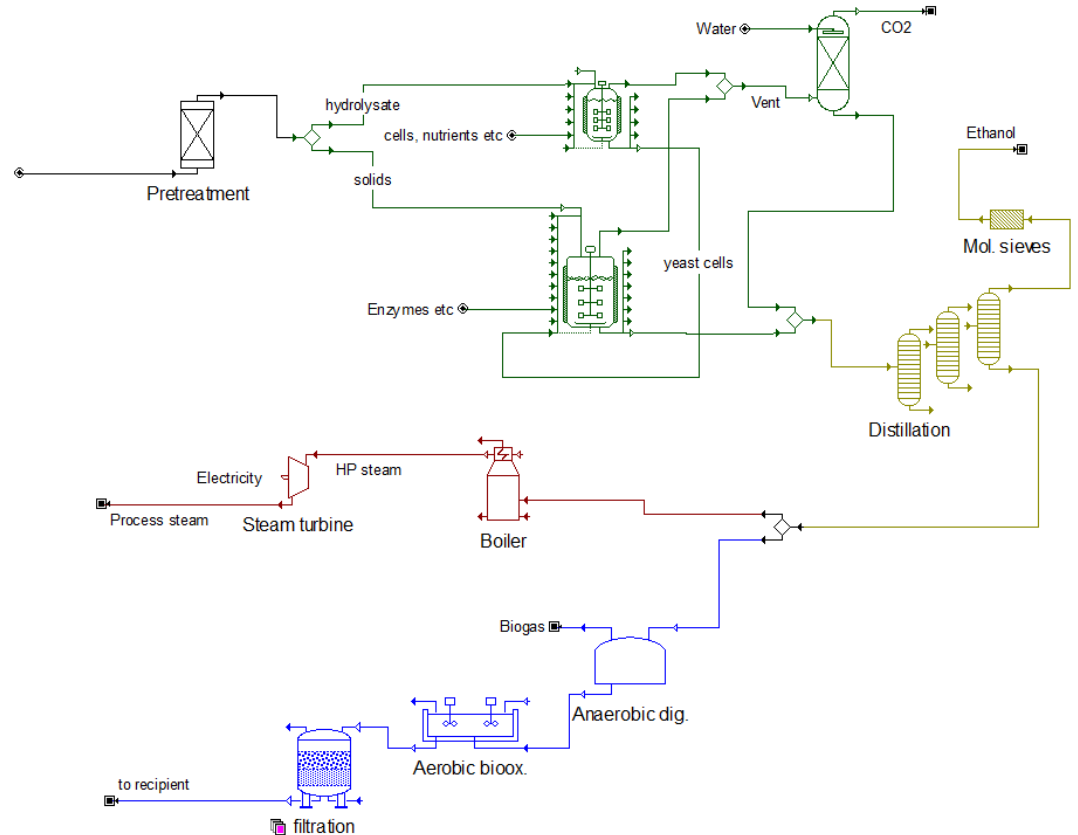 Water
CO2
hydrolysate
Vent
cells, nutrients etc
Ethanol
solids
Pretreatment
Mol. sieves
yeast cells
Enzymes etc
Distillation
HP steam
Electricity
Process steam
Steam turbine
Boiler
Biogas
Anaerobic dig.
Aerobic bioox.
to recipient
filtration